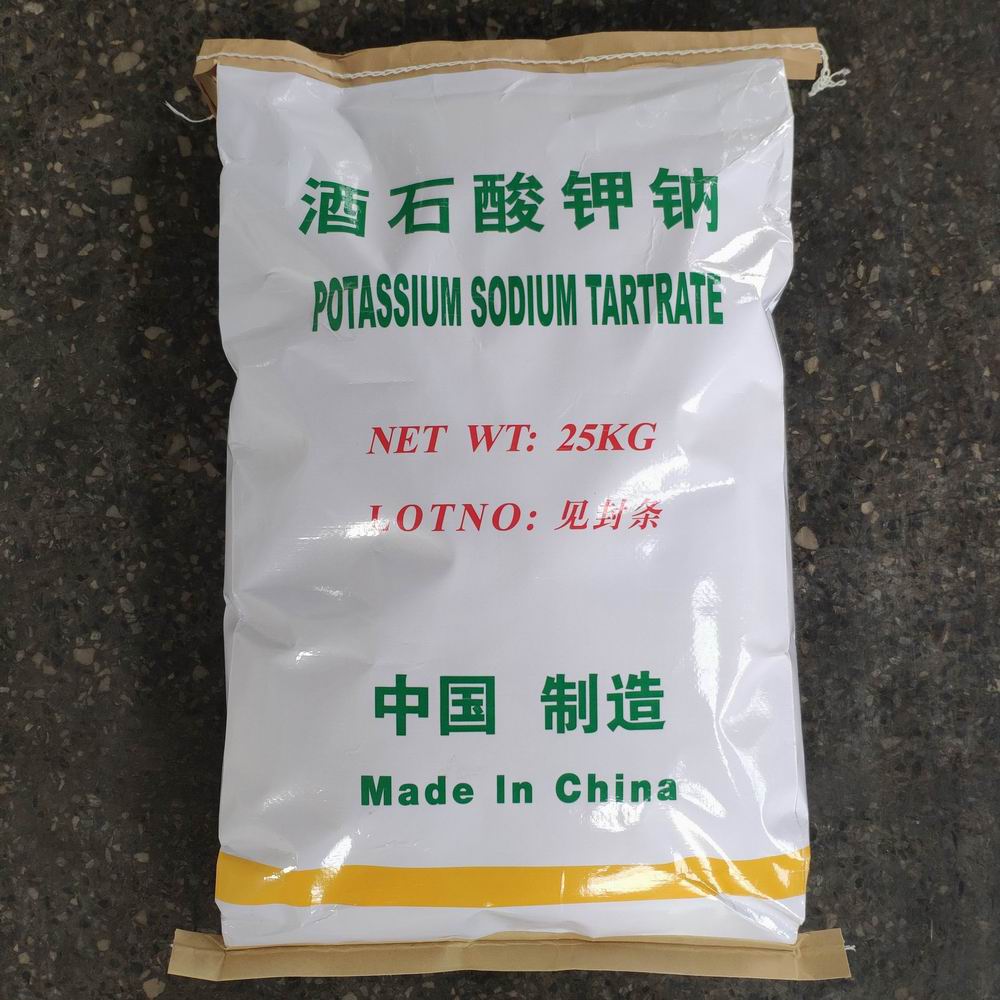 酒石酸钾钠
POTASSIUM SODIUM TARTRATE
NET WT: 25KG
LOTNO: 见封条
中国 制造
Made In China